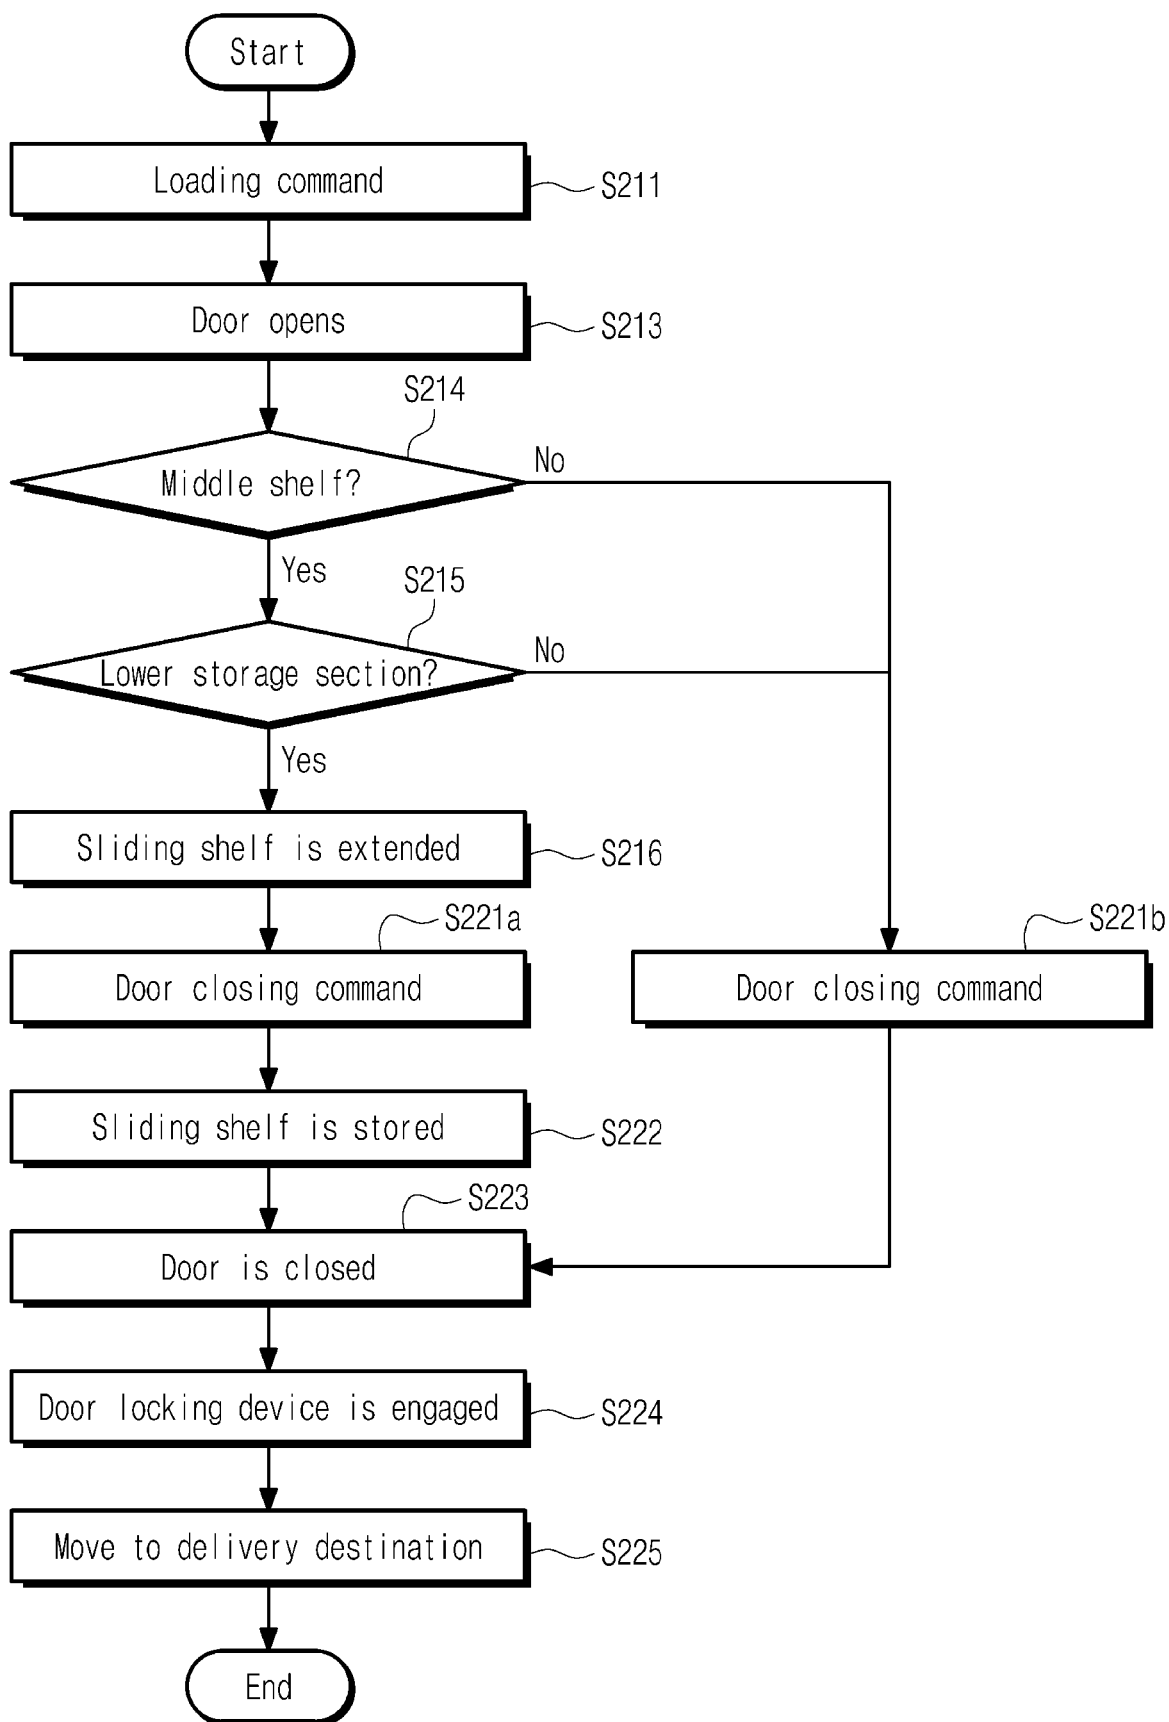 Start
Loading command
S211
Door opens
S213
S214
Middle shelf?
No
Yes
S215
Lower storage section?
No
Yes
Sliding shelf is extended
S216
S221a
Door closing command
S221b
Door closing command
Sliding shelf is stored
S222
S223
Door is closed
Door locking device is engaged
S224
Move to delivery destination
S225
End